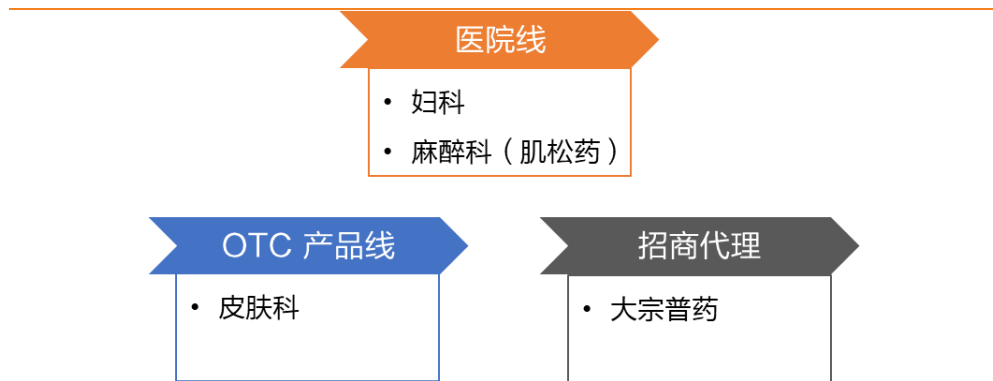 医院线
• 妇科
• 麻醉科（肌松药）
OTC 产品线
• 皮肤科
招商代理
• 大宗普药